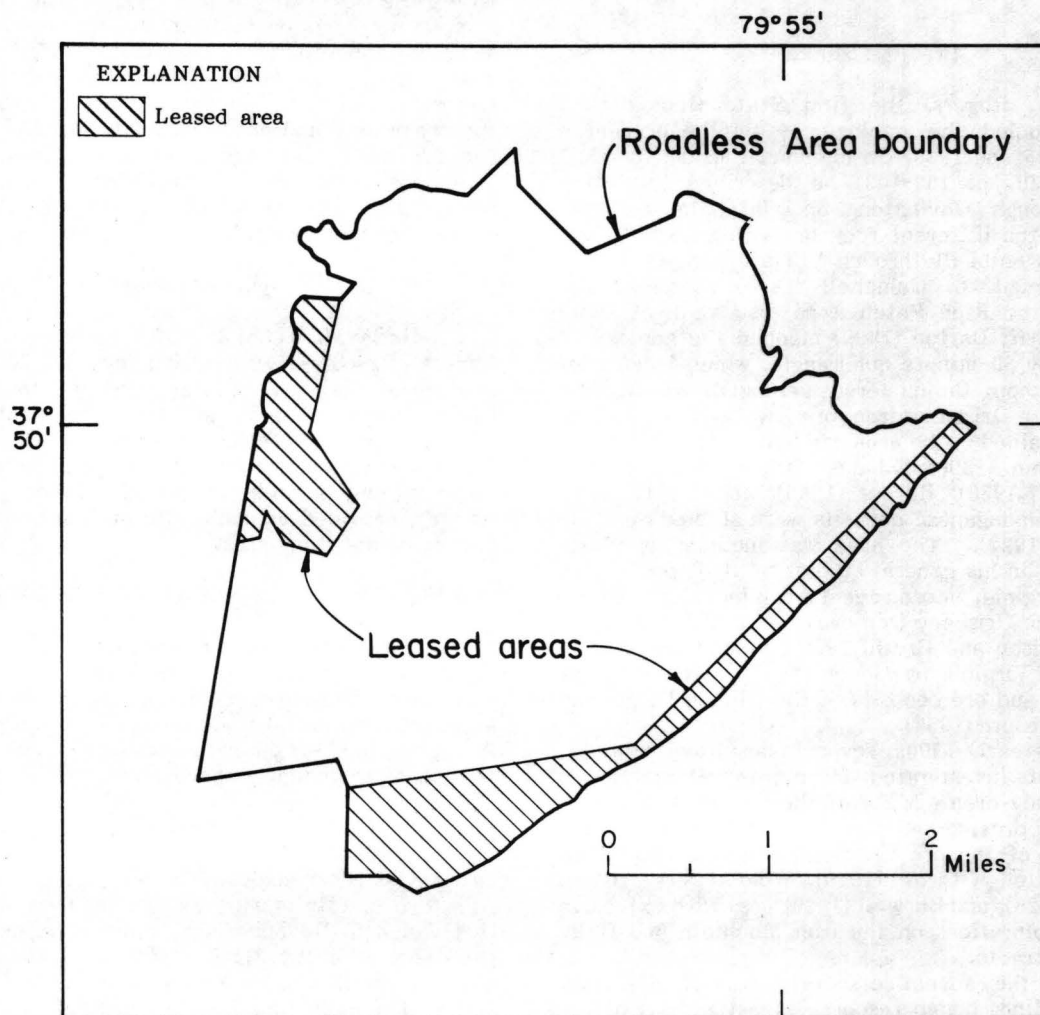 79°55'
EXPLANATION
Leased area
Roadless Area boundary
37°
50'
Leased areas
0 1 2
Miles